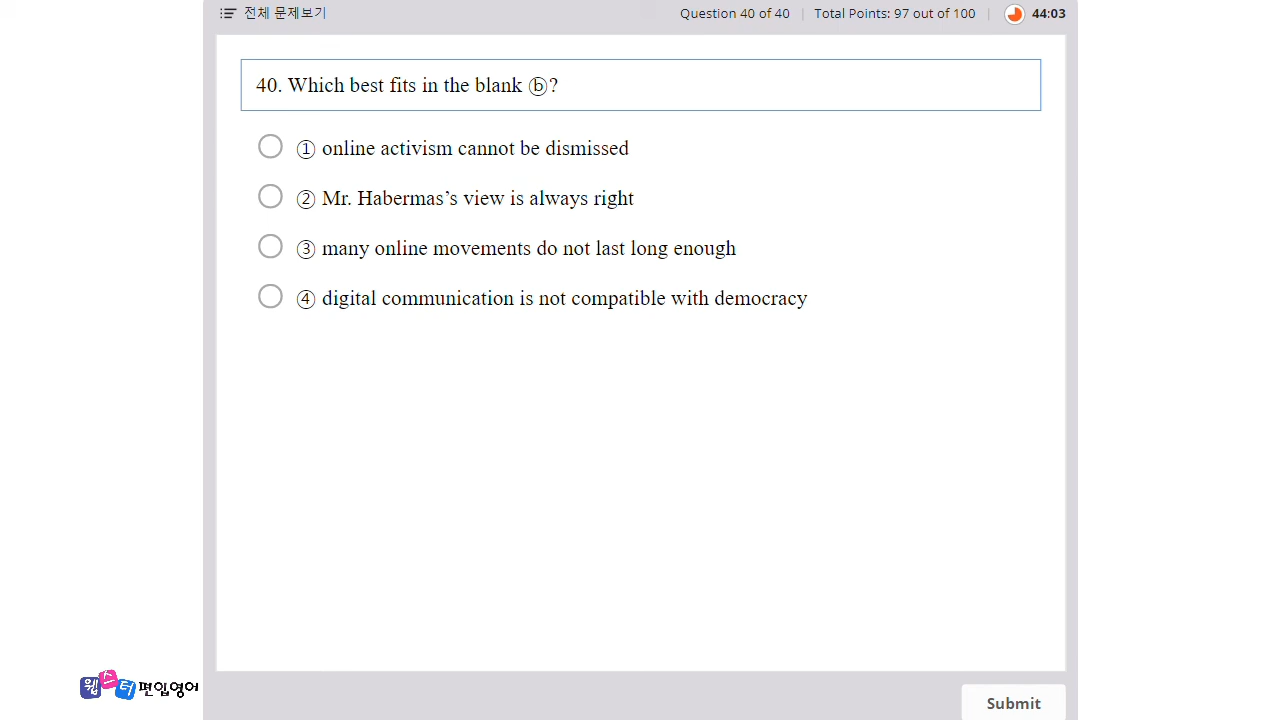 전체 문제보기
Question 40 of 40 | Total Points: 97 out of 100 | 44:03
40. Which best fits in the blank ⓑ?
① online activism cannot be dismissed
② Mr. Habermas’s view is always right
③ many online movements do not last long enough
④ digital communication is not compatible with democracy
웹스터 편입영어
Submit